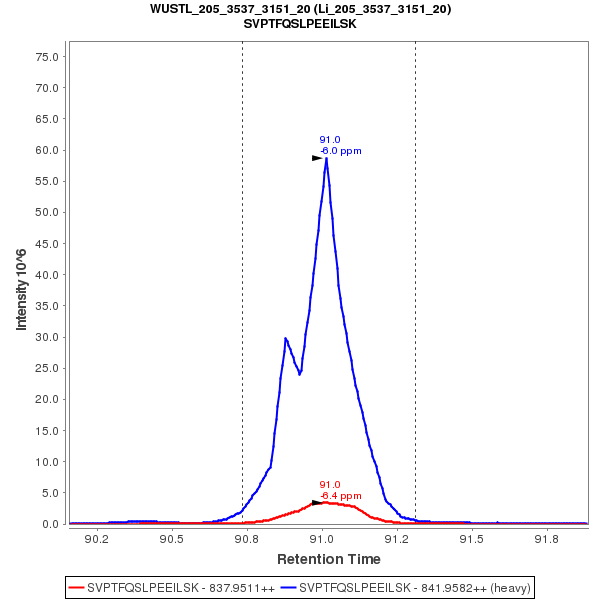 WUSTL_205_3537_3151_20 (Li_205_3537_3151_20)
SVPTFQSLPEEILSK
Intensity 10^6
75.0
70.0
65.0
60.0
55.0
50.0
45.0
40.0
35.0
30.0
25.0
20.0
15.0
10.0
5.0
0.0
91.0
-6.0 ppm
91.0
-6.4 ppm
90.2 90.5 90.8 91.0 91.2 91.5 91.8
Retention Time
SVPTFQSLPEEILSK - 837.9511++ SVPTFQSLPEEILSK - 841.9582++ (heavy)